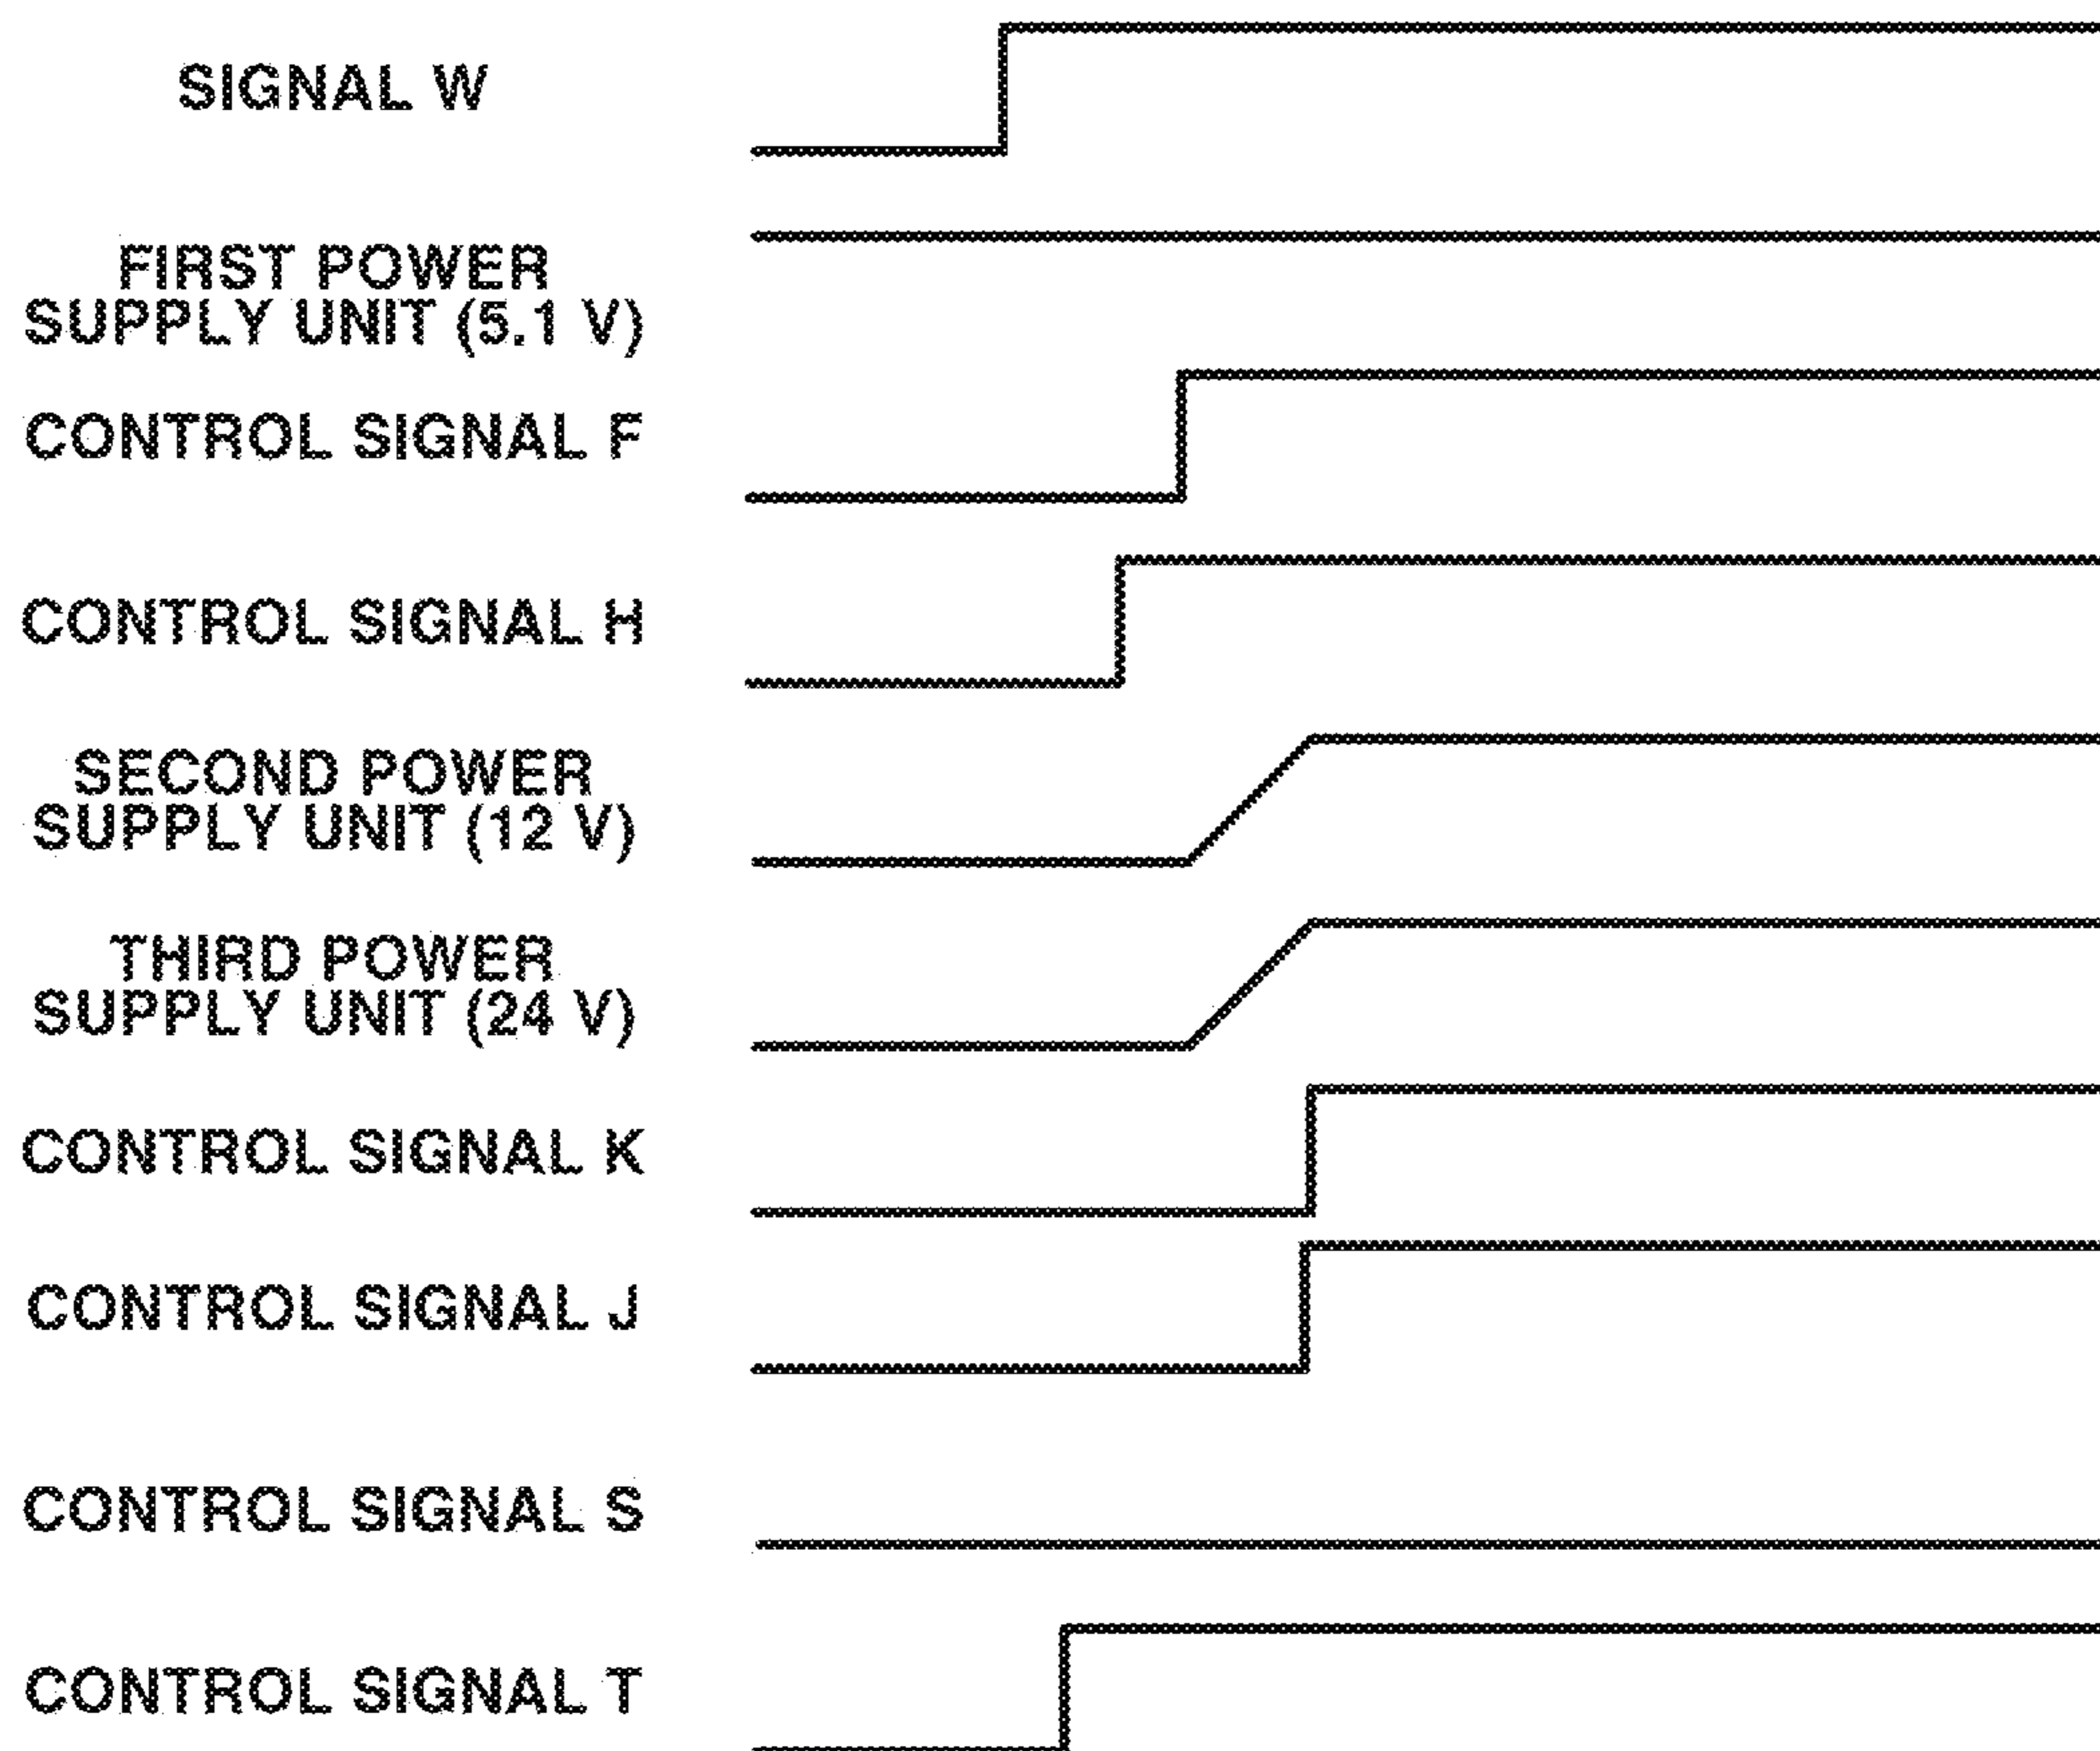 SIGNAL W
FIRST POWER
SUPPLY UNIT (5.1 V)
CONTROL SIGNAL F
CONTROL SIGNAL H
SECOND POWER
SUPPLY UNIT (12 V)
THIRD POWER
SUPPLY UNIT (24 V)
CONTROL SIGNAL K
CONTROL SIGNAL J
CONTROL SIGNAL S
CONTROL SIGNAL T